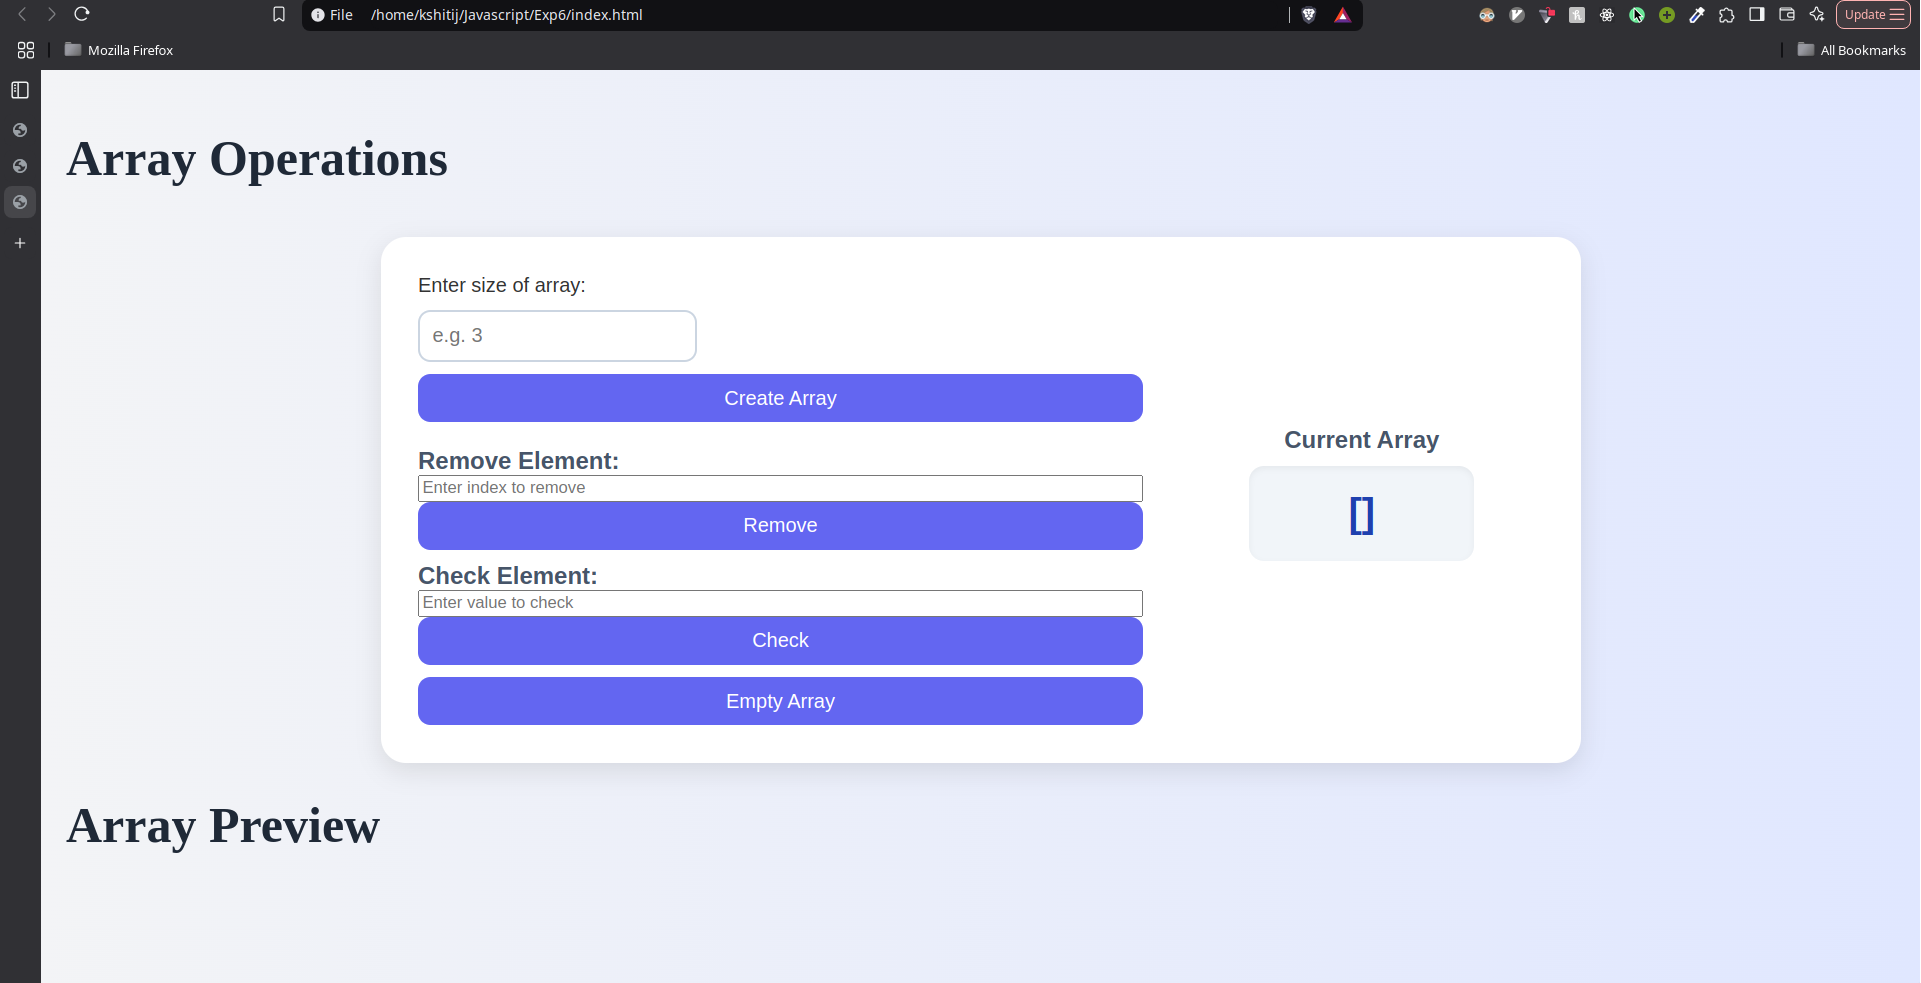 File /home/kshitij/Javascript/Exp6/index.html
Update
Mozilla Firefox
All Bookmarks
Array Operations
Enter size of array:
e.g. 3
Create Array
Remove Element:
Enter index to remove
Remove
Check Element:
Enter value to check
Check
Empty Array
Current Array
[]
Array Preview